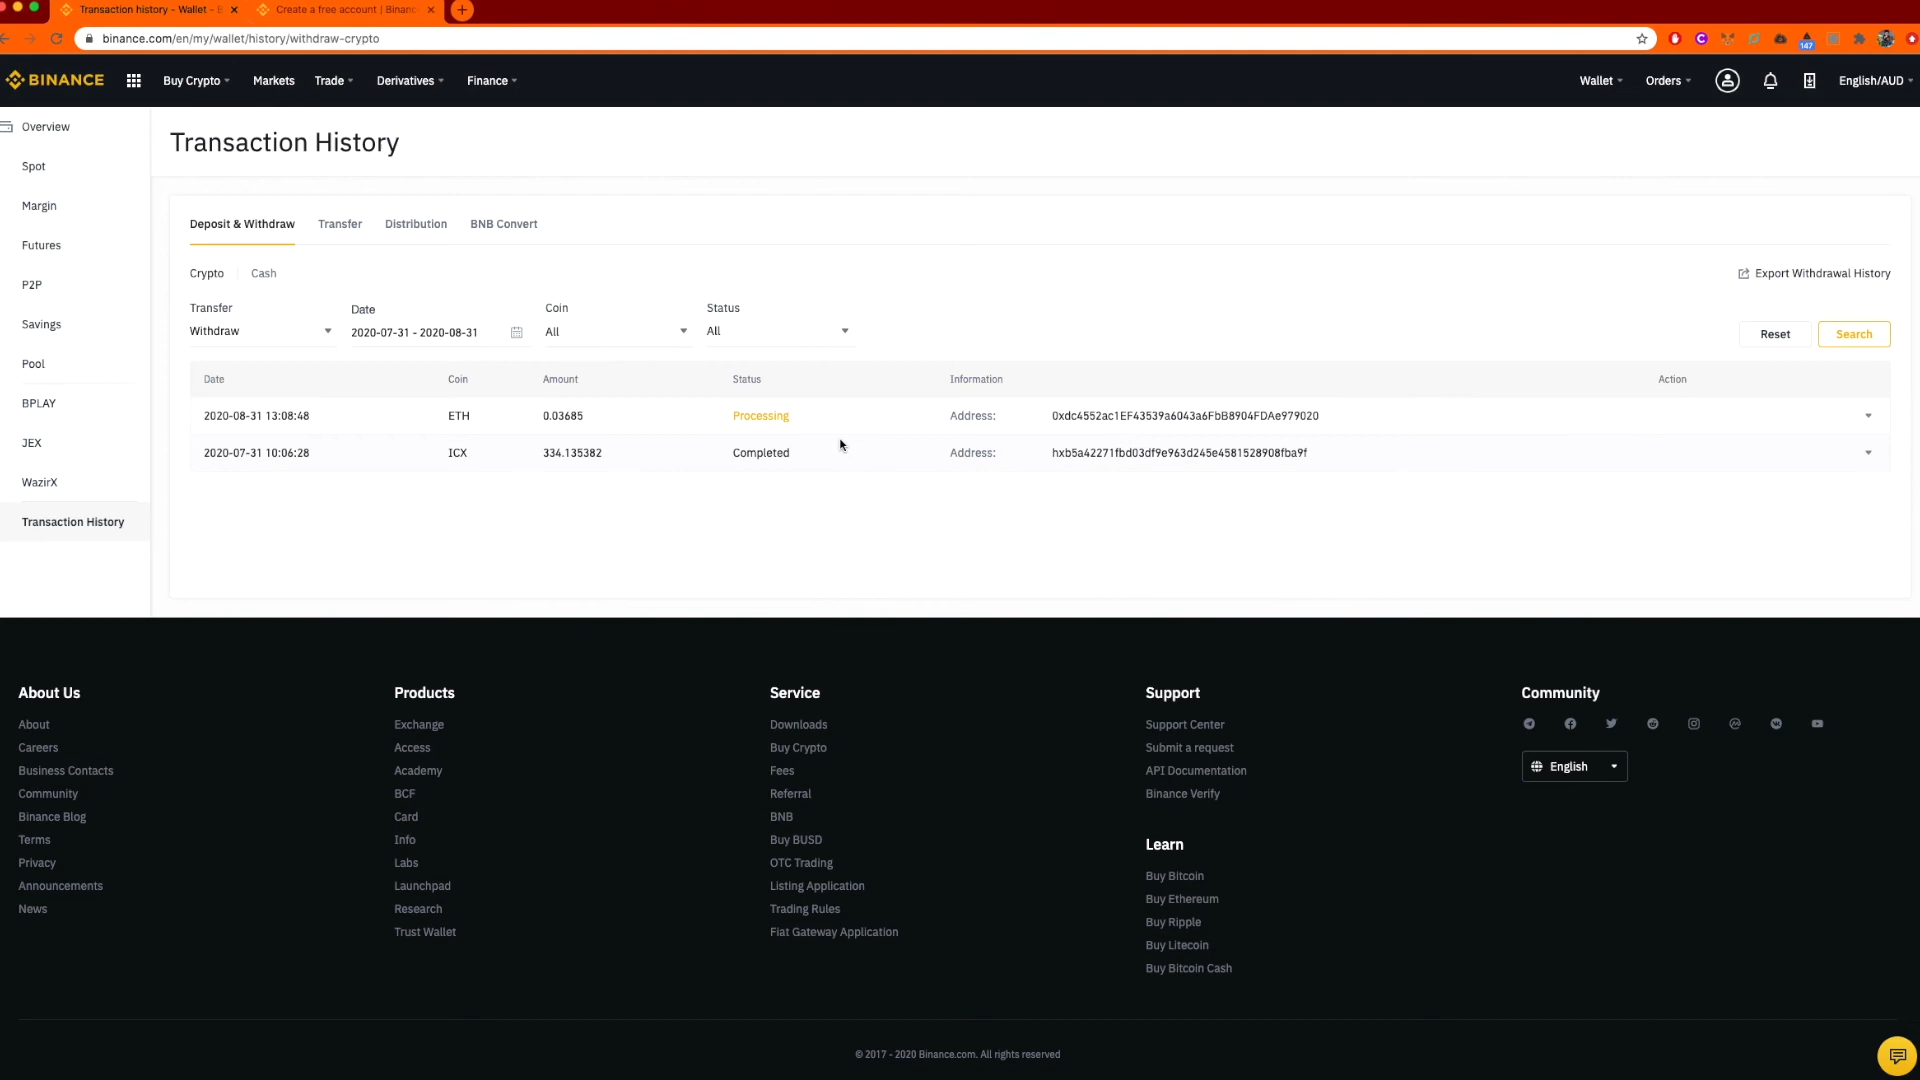 Transaction history - Wallet - B
Create a free account | Binanc
binance.com/en/my/wallet/history/withdraw-crypto
147
BINANCE
Buy Crypto
Markets
Trade
Derivatives
Finance
Wallet
Orders
English/AUD
Overview
Spot
Margin
Futures
P2P
Savings
Pool
BPLAY
JEX
WazirX
Transaction History
Transaction History
Deposit & Withdraw
Transfer
Distribution
BNB Convert
Crypto
Cash
Export Withdrawal History
Transfer
Date
Coin
Status
Withdraw
2020-07-31 - 2020-08-31
All
All
Reset
Search
Date Coin Amount Status Information Action
2020-08-31 13:08:48 ETH 0.03685 Processing Address: 0xdc4552ac1EF43539a6043a6FbB8904FDAe979020
2020-07-31 10:06:28 ICX 334.135382 Completed Address: hxb5a42271fbd03df9e963d245e4581528908fba9f
About Us
About
Careers
Business Contacts
Community
Binance Blog
Terms
Privacy
Announcements
News
Products
Exchange
Access
Academy
BCF
Card
Info
Labs
Launchpad
Research
Trust Wallet
Service
Downloads
Buy Crypto
Fees
Referral
BNB
Buy BUSD
OTC Trading
Listing Application
Trading Rules
Fiat Gateway Application
Support
Support Center
Submit a request
API Documentation
Binance Verify
Learn
Buy Bitcoin
Buy Ethereum
Buy Ripple
Buy Litecoin
Buy Bitcoin Cash
Community
English
© 2017 - 2020 Binance.com. All rights reserved